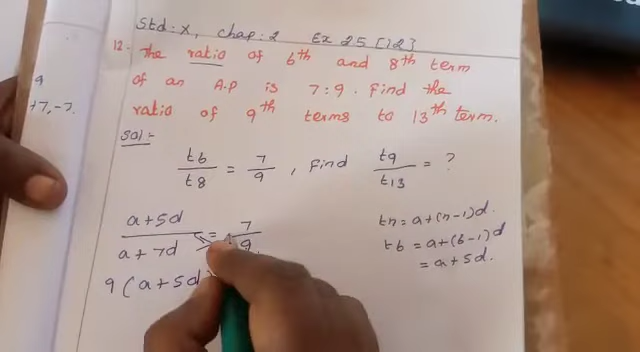 Std: X, Chap: 2 Ex 2.5 [12]
12. The ratio of 6th and 8th term
of an A.P is 7:9. Find the
ratio of 9th terms to 13th term.
Sol:-
t6/t8 = 7/9, Find t9/t13 = ?
a+5d/a+7d = 7/9
9(a+5d)
tn = a+(n-1)d.
t6 = a+(6-1)d
= a+5d.
9
+7,-7.